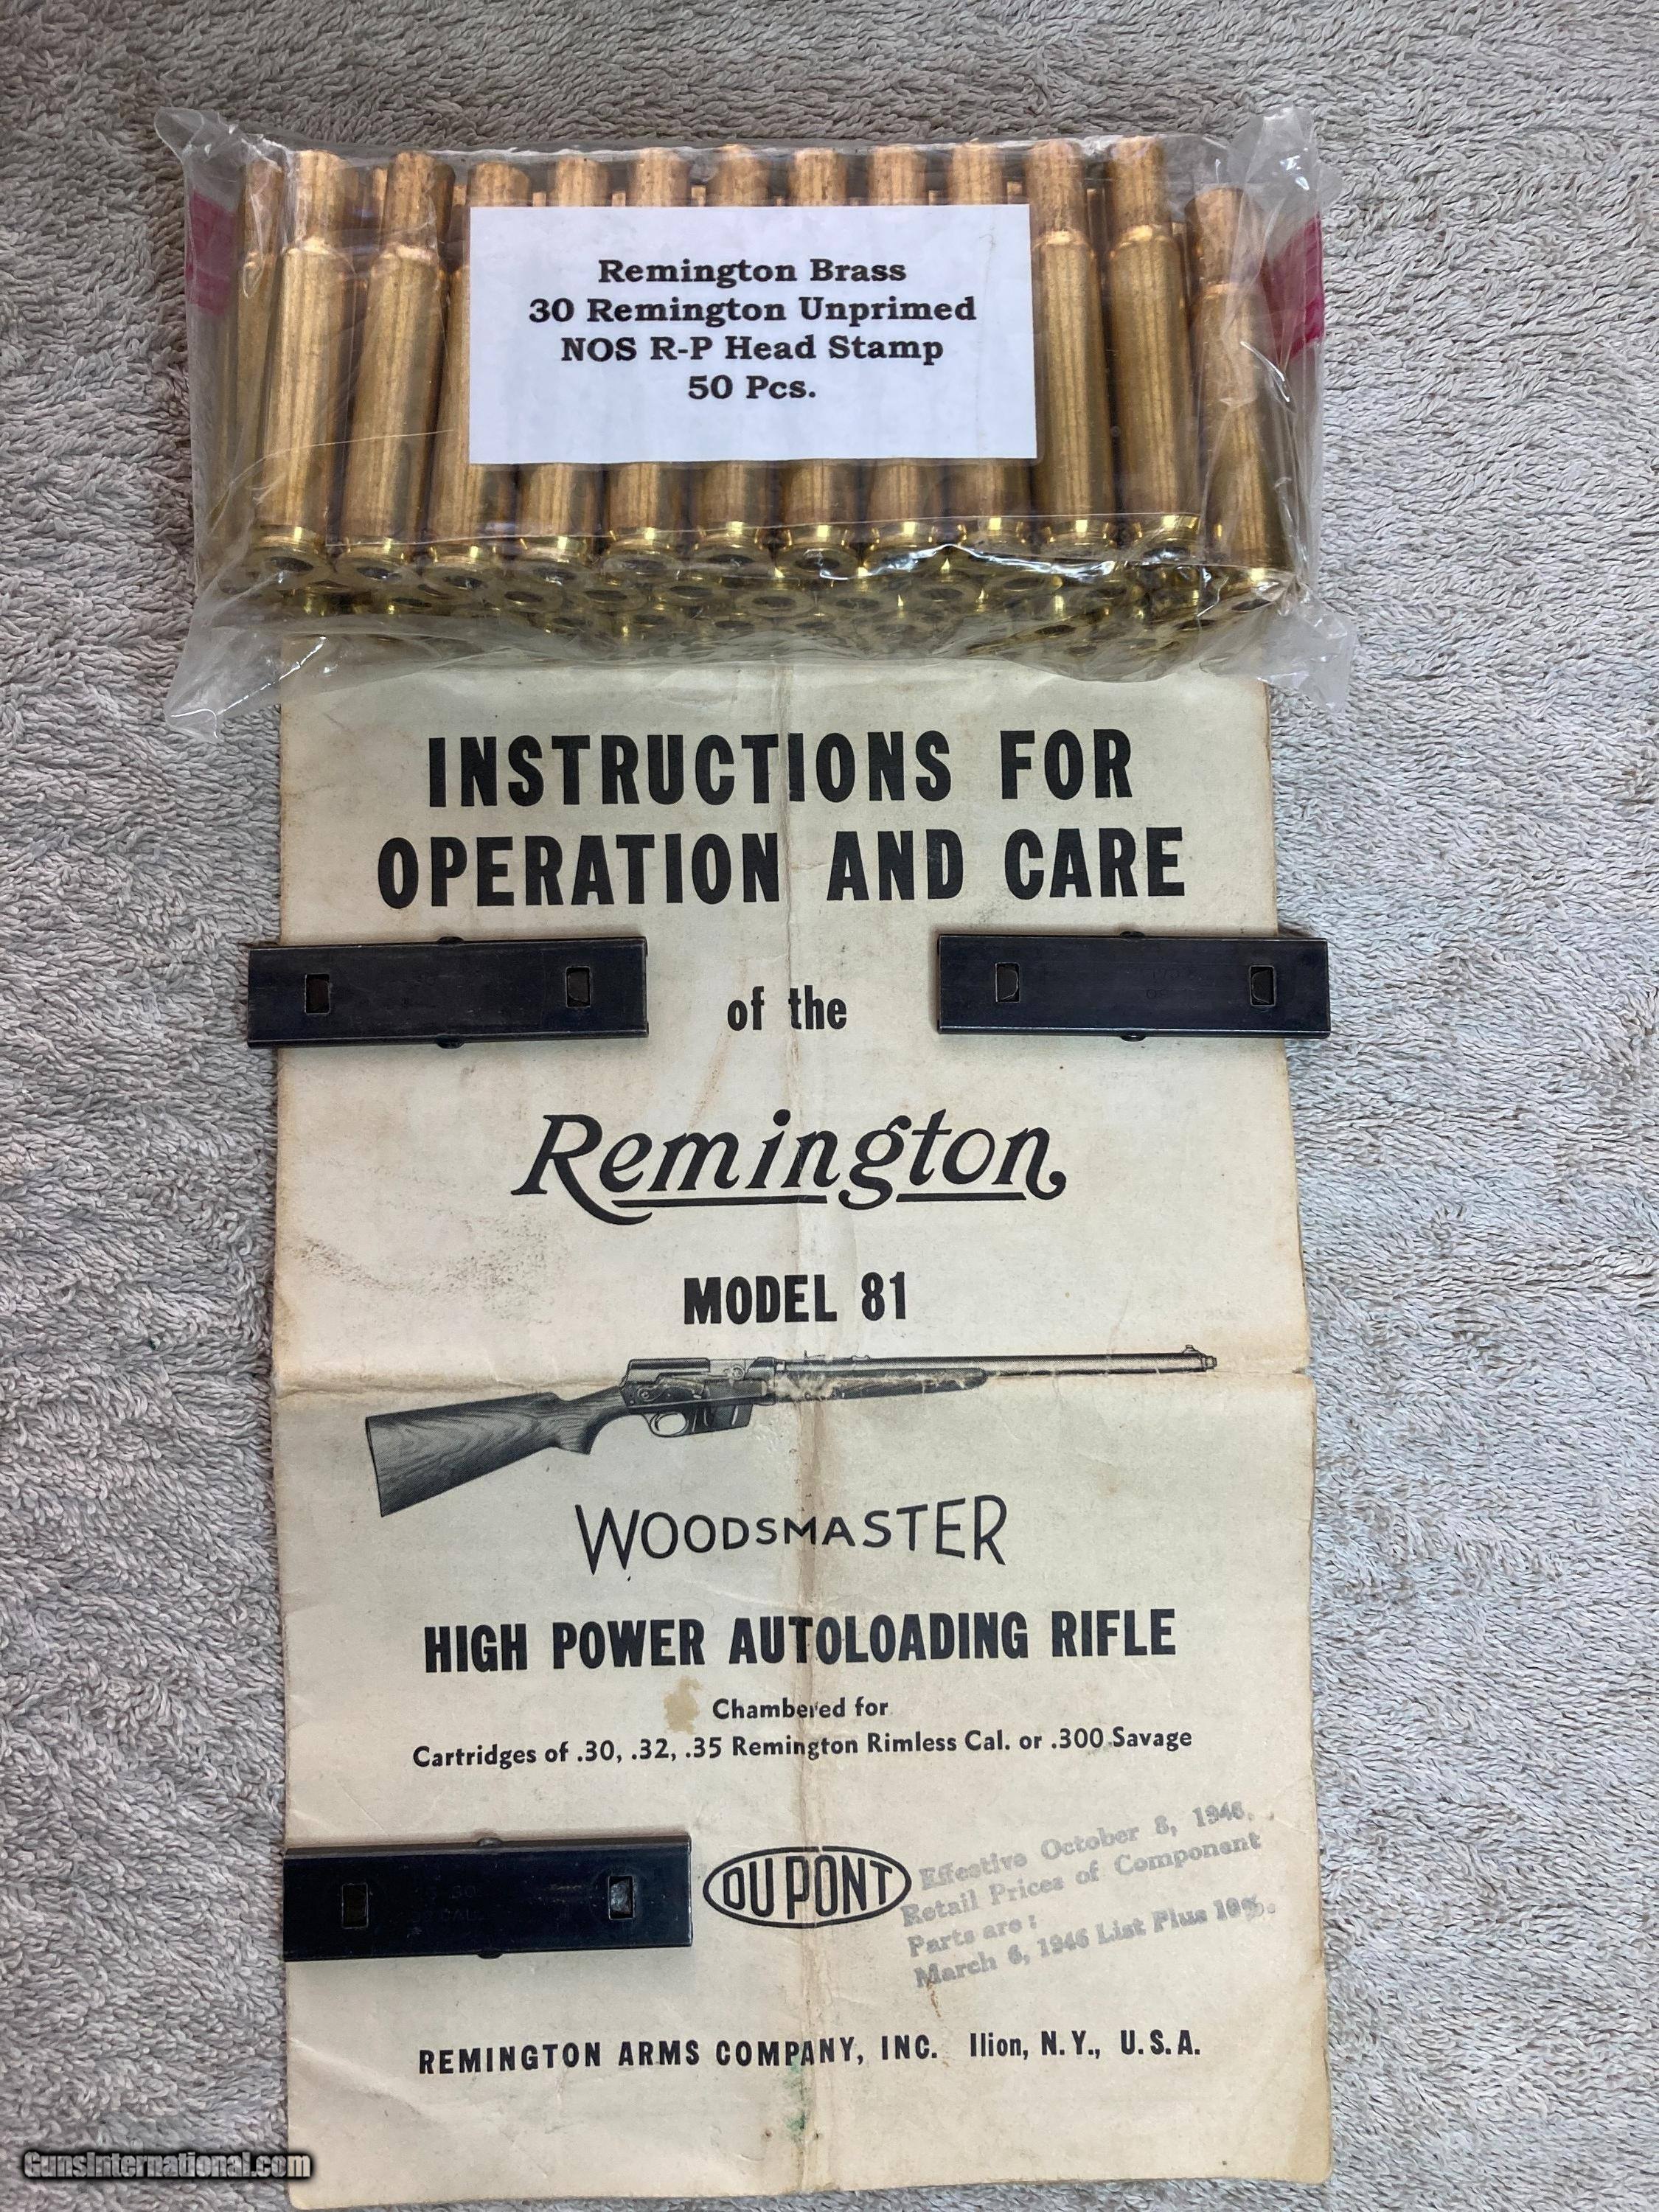 Remington Brass
30 Remington Unprimed
NOS R-P Head Stamp
50 Pcs.
INSTRUCTIONS FOR
OPERATION AND CARE
of the
Remington
MODEL 81
WOODSMASTER
HIGH POWER AUTOLOADING RIFLE
Chambered for
Cartridges of .30, .32, .35 Remington Rimless Cal. or .300 Savage
DU PONT
Effective October 8, 1946,
Retail Prices of Component
Parts are:
March 6, 1946 List Plus 10%.
REMINGTON ARMS COMPANY, INC. Ilion, N.Y., U.S.A.
GunsInternational.com